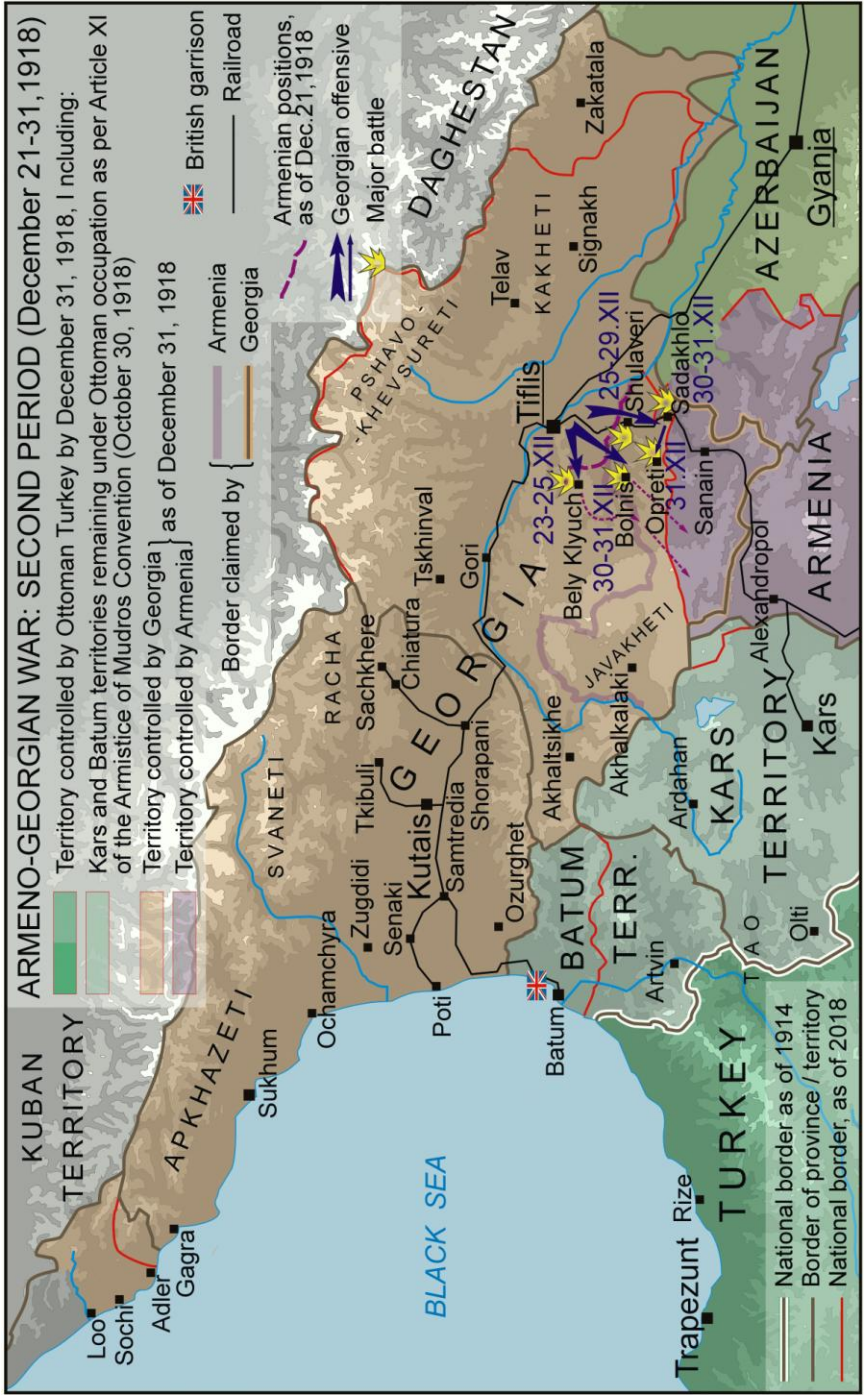 ARMENO-GEORGIAN WAR: SECOND PERIOD (December 21-31,1918)
Territory controlled by Ottoman Turkey by December 31, 1918, I ncluding:
Kars and Batum territories remaining under Ottoman occupation as per Article XI
of the Armistice of Mudros Convention (October 30, 1918)
Territory controlled by Georgia
Territory controlled by Armenia
as of December 31, 1918
Border claimed by
Armenia
Georgia
British garrison
Railroad
Armenian positions,
as of Dec.21,1918
Georgian offensive
Major battle
KUBAN
TERRITORY
DAGHESTAN
Loo
Sochi
Adler
Gagra
APKHAZETI
Sukhum
SVANETI
Ochamchyra
Zugdidi
Senaki
Poti
RACHA
Sachkhere
Chiatura
Tkibuli
Kutais
Samtredia
Shorapani
Tskhinval
Gori
GEORGIA
PSHAVO-
-KHEVSURETI
Telav
KAKHETI
Signakh
Zakatala
Tiflis
Ozurghet
BLACK SEA
Batum
BATUM
TERR.
Akhaltsikhe
Akhalkalaki
JAVAKHETI
23-25.XII
Bely Klyuch
30-31.XII
Bolnis
Opreti
31.XII
25-29.XII
Shulaveri
Sadakhlo
30-31.XII
Sanain
Artvin
Ardahan
KARS
TERRITORY
TAO
Olti
Kars
Alexandropol
ARMENIA
AZERBAIJAN
Gyanja
Trapezunt
Rize
TURKEY
National border as of 1914
Border of province / territory
National border, as of 2018